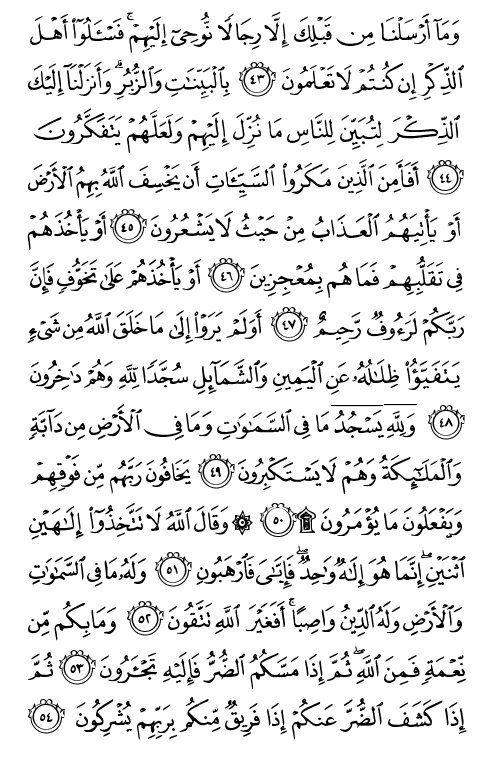 وَمَآ أَرْسَلْنَا مِن قَبْلِكَ إِلَّا رِجَالًا نُّوحِىٓ إِلَيْهِمْ ۚ فَسْـَٔلُوٓا۟ أَهْلَ
ٱلذِّكْرِ إِن كُنتُمْ لَا تَعْلَمُونَ ٤٣ بِٱلْبَيِّنَـٰتِ وَٱلزُّبُرِ ۗ وَأَنزَلْنَآ إِلَيْكَ
ٱلذِّكْرَ لِتُبَيِّنَ لِلنَّاسِ مَا نُزِّلَ إِلَيْهِمْ وَلَعَلَّهُمْ يَتَفَكَّرُونَ
٤٤ أَفَأَمِنَ ٱلَّذِينَ مَكَرُوا۟ ٱلسَّيِّـَٔاتِ أَن يَخْسِفَ ٱللَّهُ بِهِمُ ٱلْأَرْضَ
أَوْ يَأْتِيَهُمُ ٱلْعَذَابُ مِنْ حَيْثُ لَا يَشْعُرُونَ ٤٥ أَوْ يَأْخُذَهُمْ
فِى تَقَلُّبِهِمْ فَمَا هُم بِمُعْجِزِينَ ٤٦ أَوْ يَأْخُذَهُمْ عَلَىٰ تَخَوُّفٍ فَإِنَّ
رَبَّكُمْ لَرَءُوفٌ رَّحِيمٌ ٤٧ أَوَلَمْ يَرَوْا۟ إِلَىٰ مَا خَلَقَ ٱللَّهُ مِن شَىْءٍ
يَتَفَيَّؤُا۟ ظِلَـٰلُهُۥ عَنِ ٱلْيَمِينِ وَٱلشَّمَآئِلِ سُجَّدًا لِّلَّهِ وَهُمْ دَٰخِرُونَ
٤٨ وَلِلَّهِ يَسْجُدُ مَا فِى ٱلسَّمَـٰوَٰتِ وَمَا فِى ٱلْأَرْضِ مِن دَآبَّةٍ
وَٱلْمَلَـٰٓئِكَةُ وَهُمْ لَا يَسْتَكْبِرُونَ ٤٩ يَخَافُونَ رَبَّهُم مِّن فَوْقِهِمْ
وَيَفْعَلُونَ مَا يُؤْمَرُونَ ۩ ٥٠ ۞ وَقَالَ ٱللَّهُ لَا تَتَّخِذُوٓا۟ إِلَـٰهَيْنِ
ٱثْنَيْنِ ۖ إِنَّمَا هُوَ إِلَـٰهٌ وَٰحِدٌ ۖ فَإِيَّـٰىَ فَٱرْهَبُونِ ٥١ وَلَهُۥ مَا فِى ٱلسَّمَـٰوَٰتِ
وَٱلْأَرْضِ وَلَهُ ٱلدِّينُ وَاصِبًا ۚ أَفَغَيْرَ ٱللَّهِ تَتَّقُونَ ٥٢ وَمَا بِكُم مِّن
نِّعْمَةٍ فَمِنَ ٱللَّهِ ۖ ثُمَّ إِذَا مَسَّكُمُ ٱلضُّرُّ فَإِلَيْهِ تَجْـَٔرُونَ ٥٣ ثُمَّ
إِذَا كَشَفَ ٱلضُّرَّ عَنكُمْ إِذَا فَرِيقٌ مِّنكُم بِرَبِّهِمْ يُشْرِكُونَ ٥٤